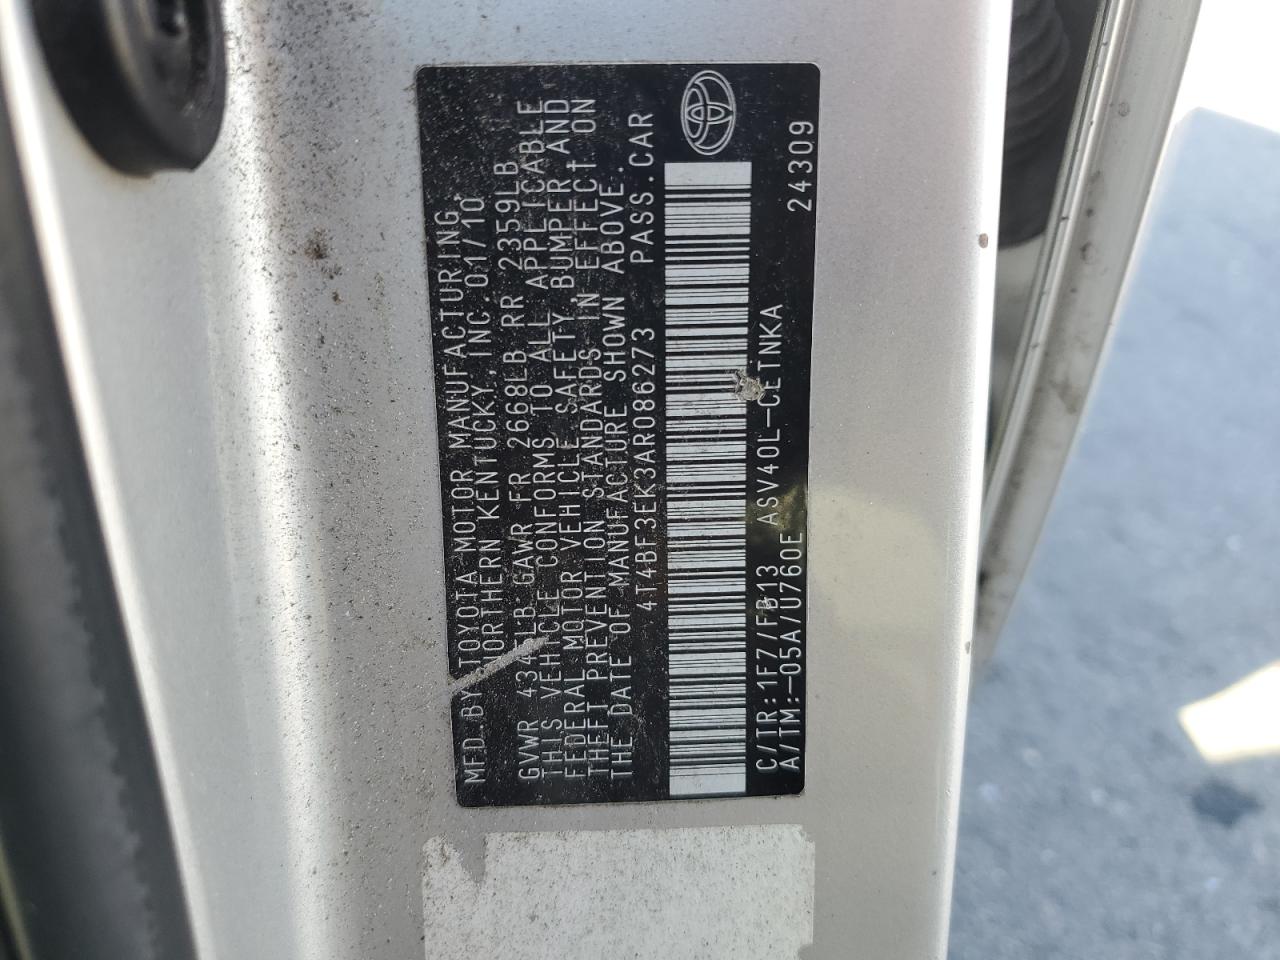 MFD.BY TOYOTA MOTOR MANUFACTURING,
NORTHERN KENTUCKY,INC.01/10
GVWR 4345LB GAWR FR 2668LB RR 2359LB
THIS VEHICLE CONFORMS TO ALL APPLICABLE
FEDERAL MOTOR VEHICLE SAFETY,BUMPER AND
THEFT PREVENTION STANDARDS IN EFFECT ON
THE DATE OF MANUFACTURE SHOWN ABOVE.
4T4BF3EK3AR086273 PASS.CAR
C/TR:1F7/FB13 ASV40L-CETNKA
A/TM:-05A/U760E
24309